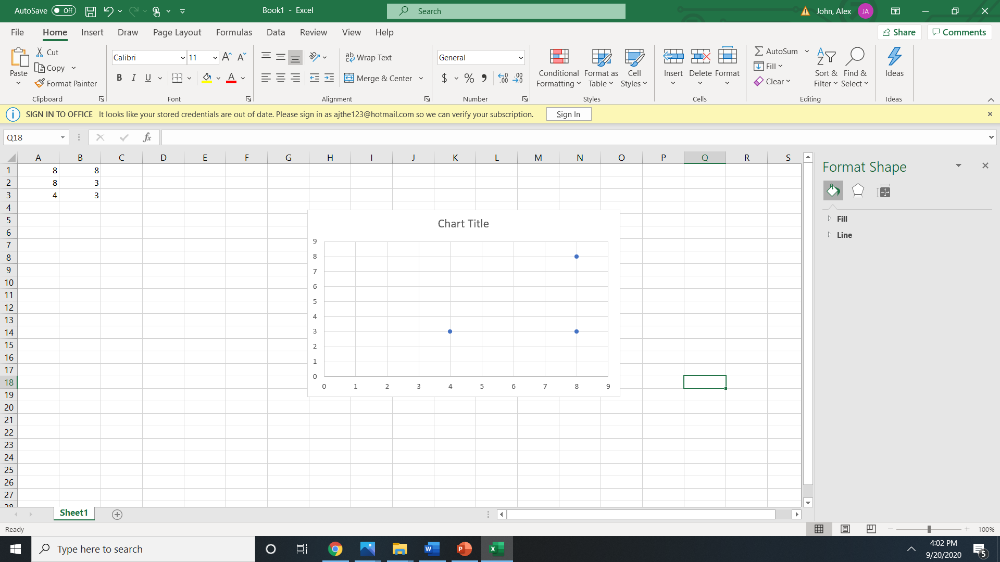 AutoSave Off Book1 - Excel Search John, Alex JA
File Home Insert Draw Page Layout Formulas Data Review View Help Share Comments
Paste Cut Copy Format Painter Clipboard
Calibri 11 A A B I U A Font
ab Wrap Text Merge & Center Alignment
General $ % , .00 .00 Number
Conditional Formatting Format as Table Cell Styles Styles
Insert Delete Format Cells
AutoSum Fill Clear Sort & Filter Find & Select Editing
Ideas Ideas
SIGN IN TO OFFICE It looks like your stored credentials are out of date. Please sign in as ajthe123@hotmail.com so we can verify your subscription. Sign In
Q18 fx
A B C D E F G H I J K L M N O P Q R S
1 8 8
2 8 3
3 4 3
4
5
6
7
8
9
10
11
12
13
14
15
16
17
18
19
20
21
22
23
24
25
26
27
28
Chart Title
9
8
7
6
5
4
3
2
1
0
0 1 2 3 4 5 6 7 8 9
Format Shape
Fill
Line
Sheet1
Ready 100%
Type here to search
4:02 PM
9/20/2020
5